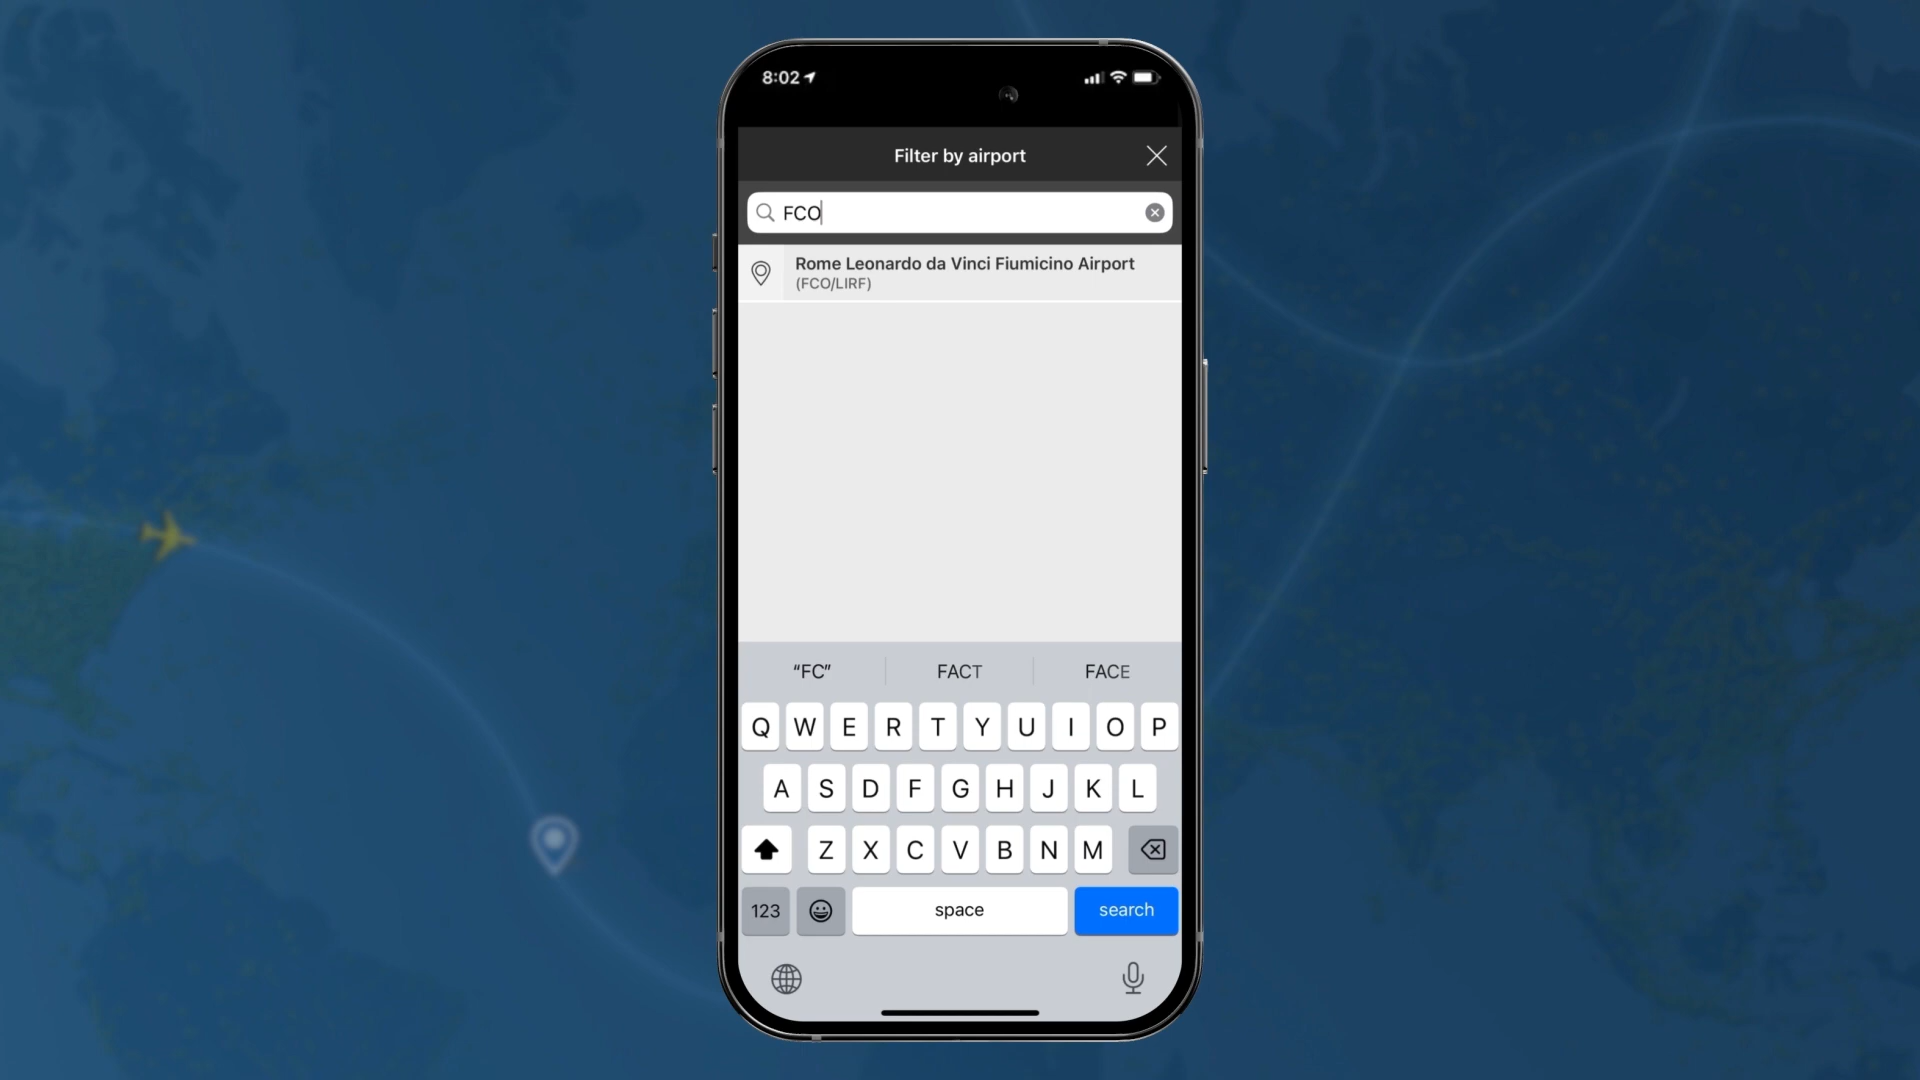 8:02
Filter by airport
FCO
Rome Leonardo da Vinci Fiumicino Airport
(FCO/LIRF)
“FC” FACT FACE
Q W E R T Y U I O P
A S D F G H J K L
Z X C V B N M
123 space search